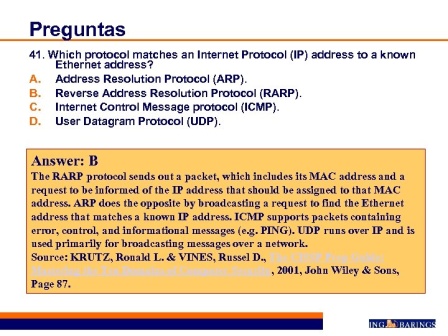 Preguntas
41. Which protocol matches an Internet Protocol (IP) address to a known
Ethernet address?
A. Address Resolution Protocol (ARP).
B. Reverse Address Resolution Protocol (RARP).
C. Internet Control Message protocol (ICMP).
D. User Datagram Protocol (UDP).
Answer: B
The RARP protocol sends out a packet, which includes its MAC address and a
request to be informed of the IP address that should be assigned to that MAC
address. ARP does the opposite by broadcasting a request to find the Ethernet
address that matches a known IP address. ICMP supports packets containing
error, control, and informational messages (e.g. PING). UDP runs over IP and is
used primarily for broadcasting messages over a network.
Source: KRUTZ, Ronald L. & VINES, Russel D.,
, 2001, John Wiley & Sons,
Page 87.
ING BARINGS